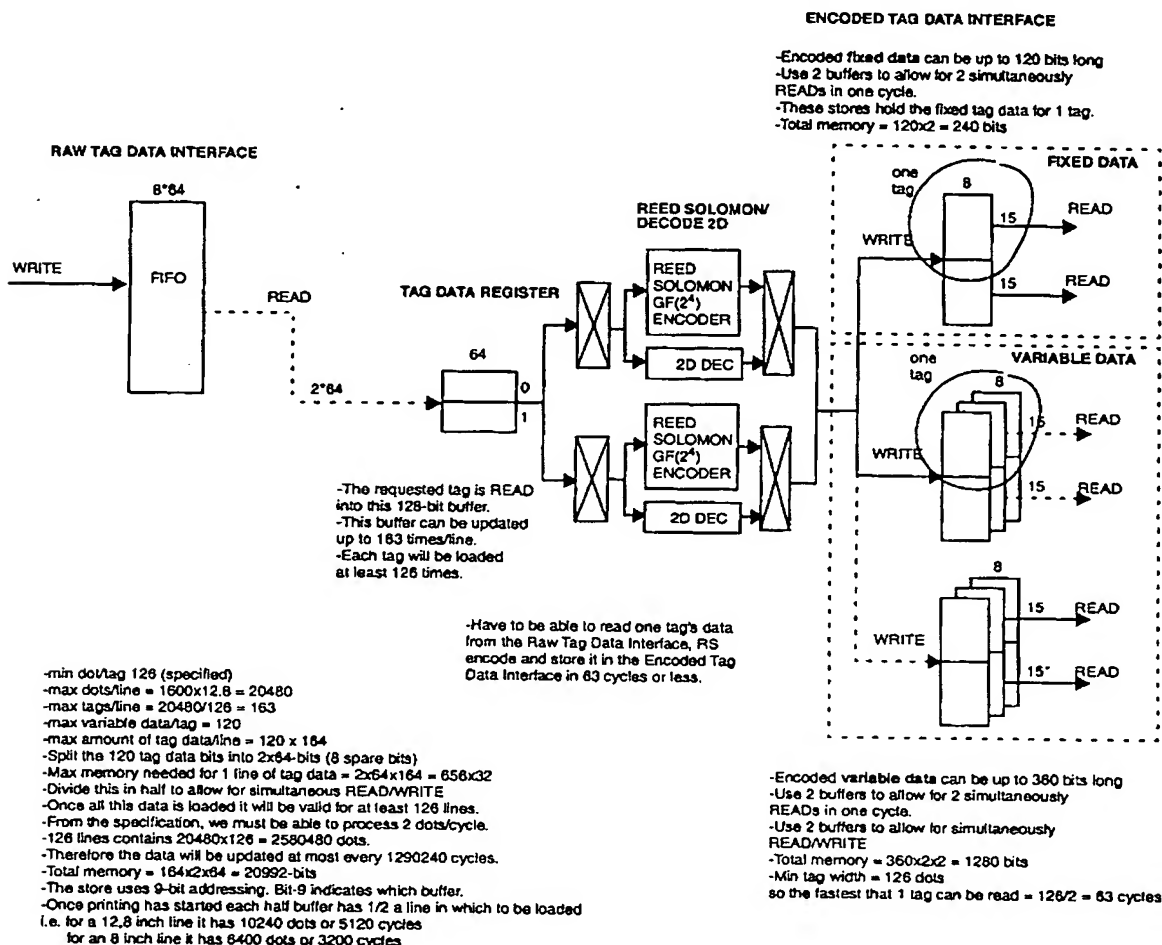 ENCODED TAG DATA INTERFACE
-Encoded fixed data can be up to 120 bits long
-Use 2 buffers to allow for 2 simultaneously
READs in one cycle.
-These stores hold the fixed tag data for 1 tag.
-Total memory = 120x2 = 240 bits
RAW TAG DATA INTERFACE
8*64
WRITE
FIFO
READ
2*64
TAG DATA REGISTER
64
0
1
REED SOLOMON/
DECODE 2D
REED
SOLOMON
GF(2⁴)
ENCODER
2D DEC
REED
SOLOMON
GF(2⁴)
ENCODER
2D DEC
FIXED DATA
one
tag
8
15
READ
WRITE
15
READ
VARIABLE DATA
one
tag
8
15
READ
WRITE
15
READ
8
15
READ
WRITE
15"
READ
-The requested tag is READ
into this 128-bit buffer.
-This buffer can be updated
up to 163 times/line.
-Each tag will be loaded
at least 126 times.
-Have to be able to read one tag's data
from the Raw Tag Data Interface, RS
encode and store it in the Encoded Tag
Data Interface in 63 cycles or less.
-min dot/tag 126 (specified)
-max dots/line = 1600x12.8 = 20480
-max tags/line = 20480/126 = 163
-max variable data/tag = 120
-max amount of tag data/line = 120 x 164
-Split the 120 tag data bits into 2x64-bits (8 spare bits)
-Max memory needed for 1 line of tag data = 2x64x164 = 656x32
-Divide this in half to allow for simultaneous READ/WRITE
-Once all this data is loaded it will be valid for at least 126 lines.
-From the specification, we must be able to process 2 dots/cycle.
-126 lines contains 20480x126 = 2580480 dots.
-Therefore the data will be updated at most every 1290240 cycles.
-Total memory = 164x2x64 = 20992-bits
-The store uses 9-bit addressing. Bit-9 indicates which buffer.
-Once printing has started each half buffer has 1/2 a line in which to be loaded
i.e. for a 12,8 inch line it has 10240 dots or 5120 cycles
for an 8 inch line it has 6400 dots or 3200 cycles
-Encoded variable data can be up to 360 bits long
-Use 2 buffers to allow for 2 simultaneously
READs in one cycle.
-Use 2 buffers to allow for simultaneously
READ/WRITE
-Total memory = 360x2x2 = 1280 bits
-Min tag width = 126 dots
so the fastest that 1 tag can be read = 126/2 = 63 cycles